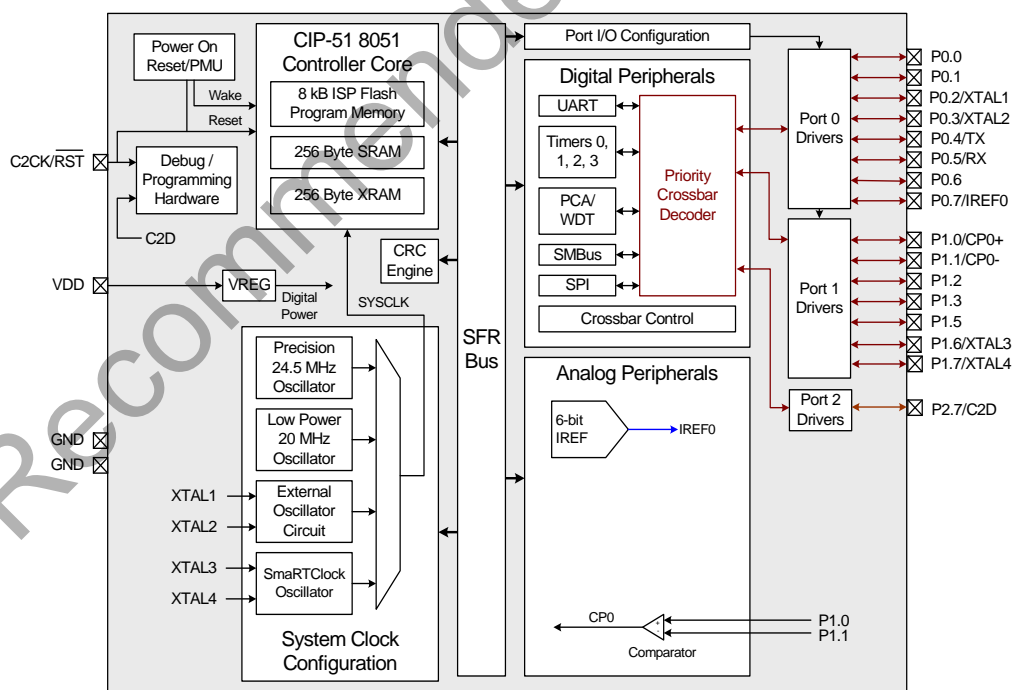 Recommende
Power On
Reset/PMU
Wake
Reset
C2CK/RST
Debug /
Programming
Hardware
C2D
VDD
VREG
Digital
Power
GND
GND
CIP-51 8051
Controller Core
8 kB ISP Flash
Program Memory
256 Byte SRAM
256 Byte XRAM
CRC
Engine
SYSCLK
Precision
24.5 MHz
Oscillator
Low Power
20 MHz
Oscillator
XTAL1
XTAL2
External
Oscillator
Circuit
XTAL3
XTAL4
SmaRTClock
Oscillator
System Clock
Configuration
SFR
Bus
Port I/O Configuration
Digital Peripherals
UART
Timers 0,
1, 2, 3
PCA/
WDT
SMBus
SPI
Priority
Crossbar
Decoder
Crossbar Control
Analog Peripherals
6-bit
IREF
IREF0
CP0
Comparator
+
-
P1.0
P1.1
Port 0
Drivers
Port 1
Drivers
Port 2
Drivers
P0.0
P0.1
P0.2/XTAL1
P0.3/XTAL2
P0.4/TX
P0.5/RX
P0.6
P0.7/IREF0
P1.0/CP0+
P1.1/CP0-
P1.2
P1.3
P1.5
P1.6/XTAL3
P1.7/XTAL4
P2.7/C2D